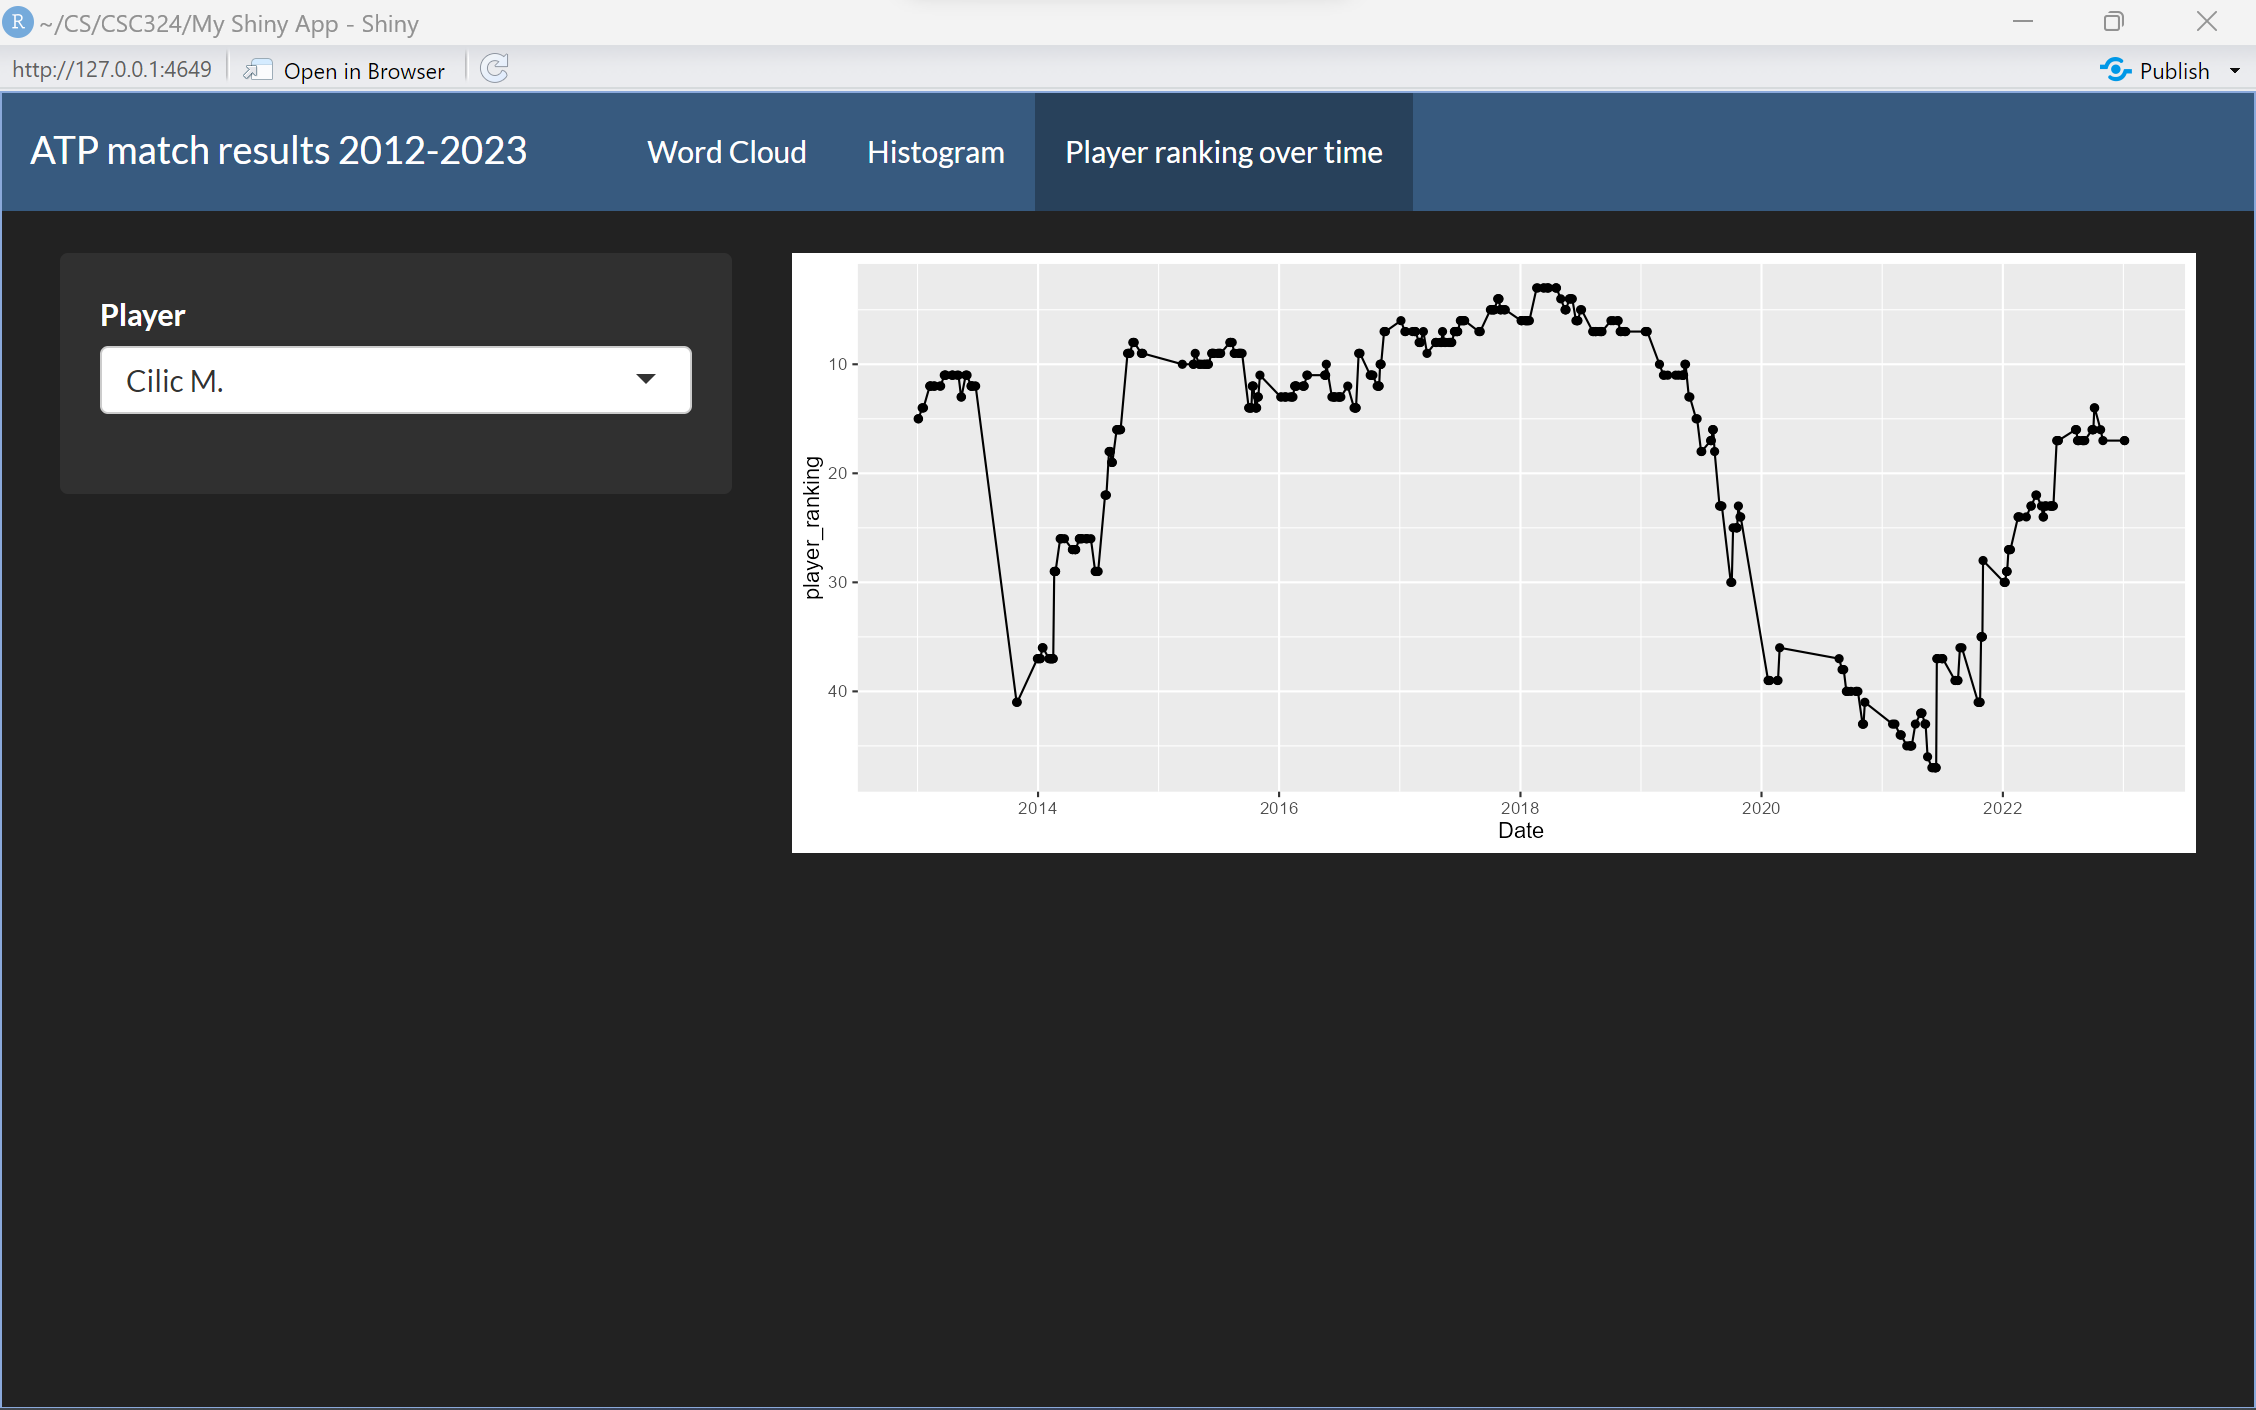 R ~/CS/CSC324/My Shiny App - Shiny
http://127.0.0.1:4649 Open in Browser Publish
ATP match results 2012-2023 Word Cloud Histogram Player ranking over time
Player
Cilic M.
player_ranking
10
20
30
40
2014 2016 2018 2020 2022
Date